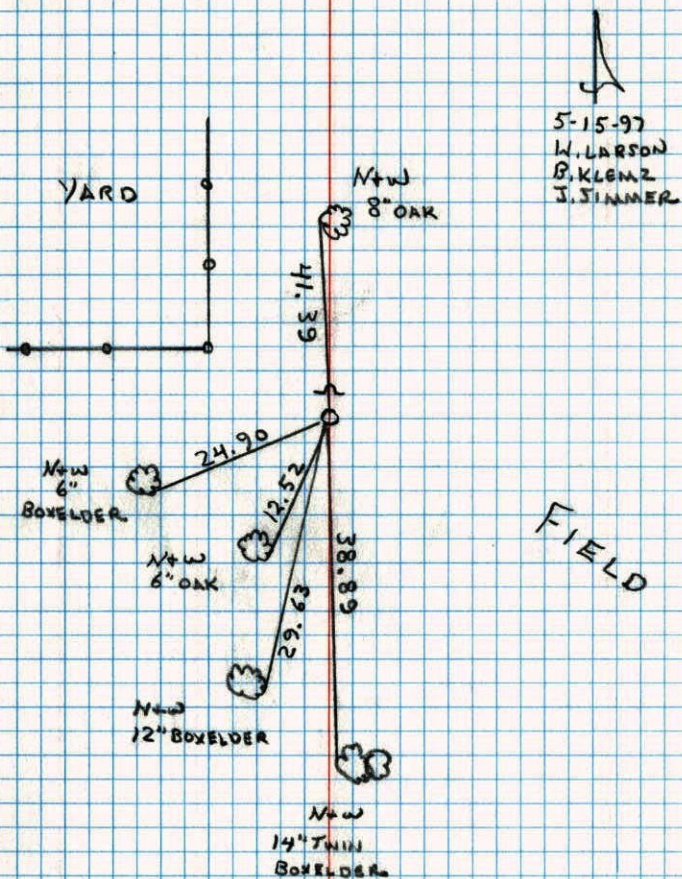 5-15-97
W. LARSON
B. KLEMZ
J. JIMMER
YARD
N+W
8" OAK
41.39
24.90
N+W
6"
BOXELDER
12.52
N+W
6" OAK
38.89
FIELD
29.63
N+W
12" BOXELDER
N+W
14" TWIN
BOXELDER